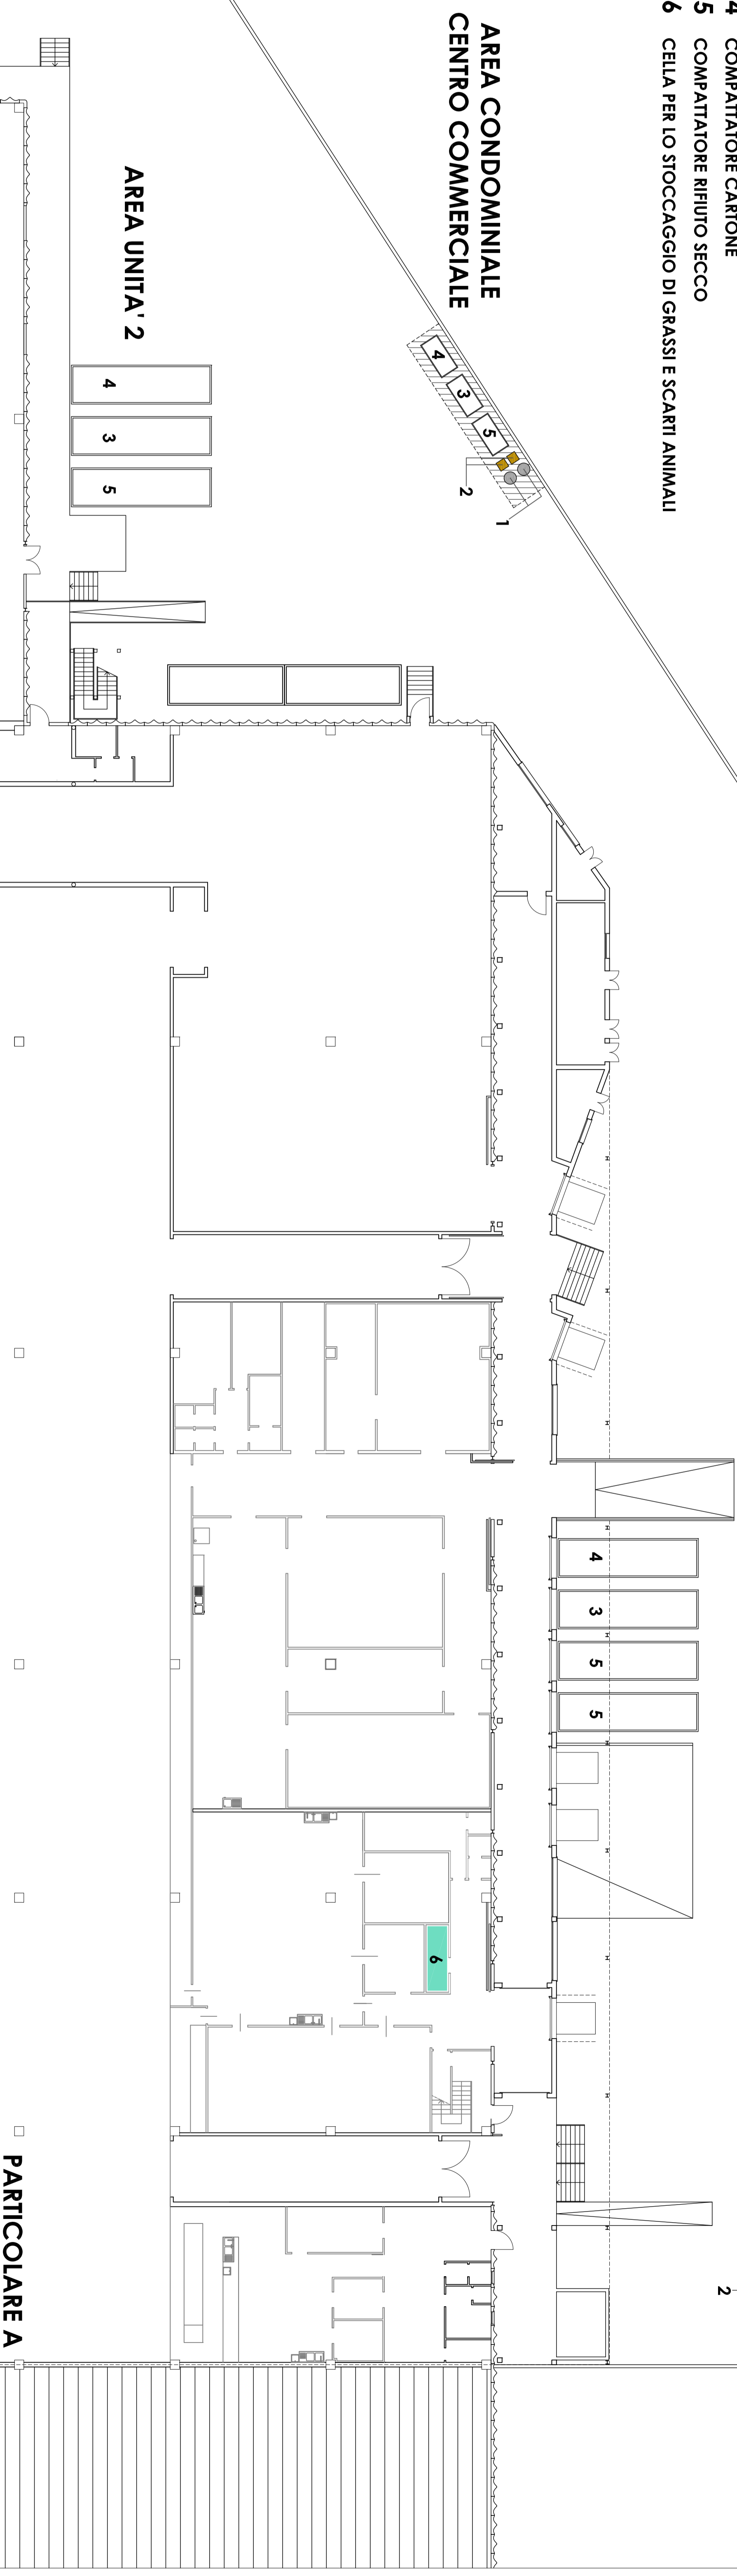 4 COMPATTATORE CARTONE
5 COMPATTATORE RIFIUTO SECCO
6 CELLA PER LO STOCCAGGIO DI GRASSI E SCARTI ANIMALI
AREA CONDOMINIALE
CENTRO COMMERCIALE
4
3
5
2
1
AREA UNITA' 2
4
3
5
4
3
5
5
6
2
PARTICOLARE A